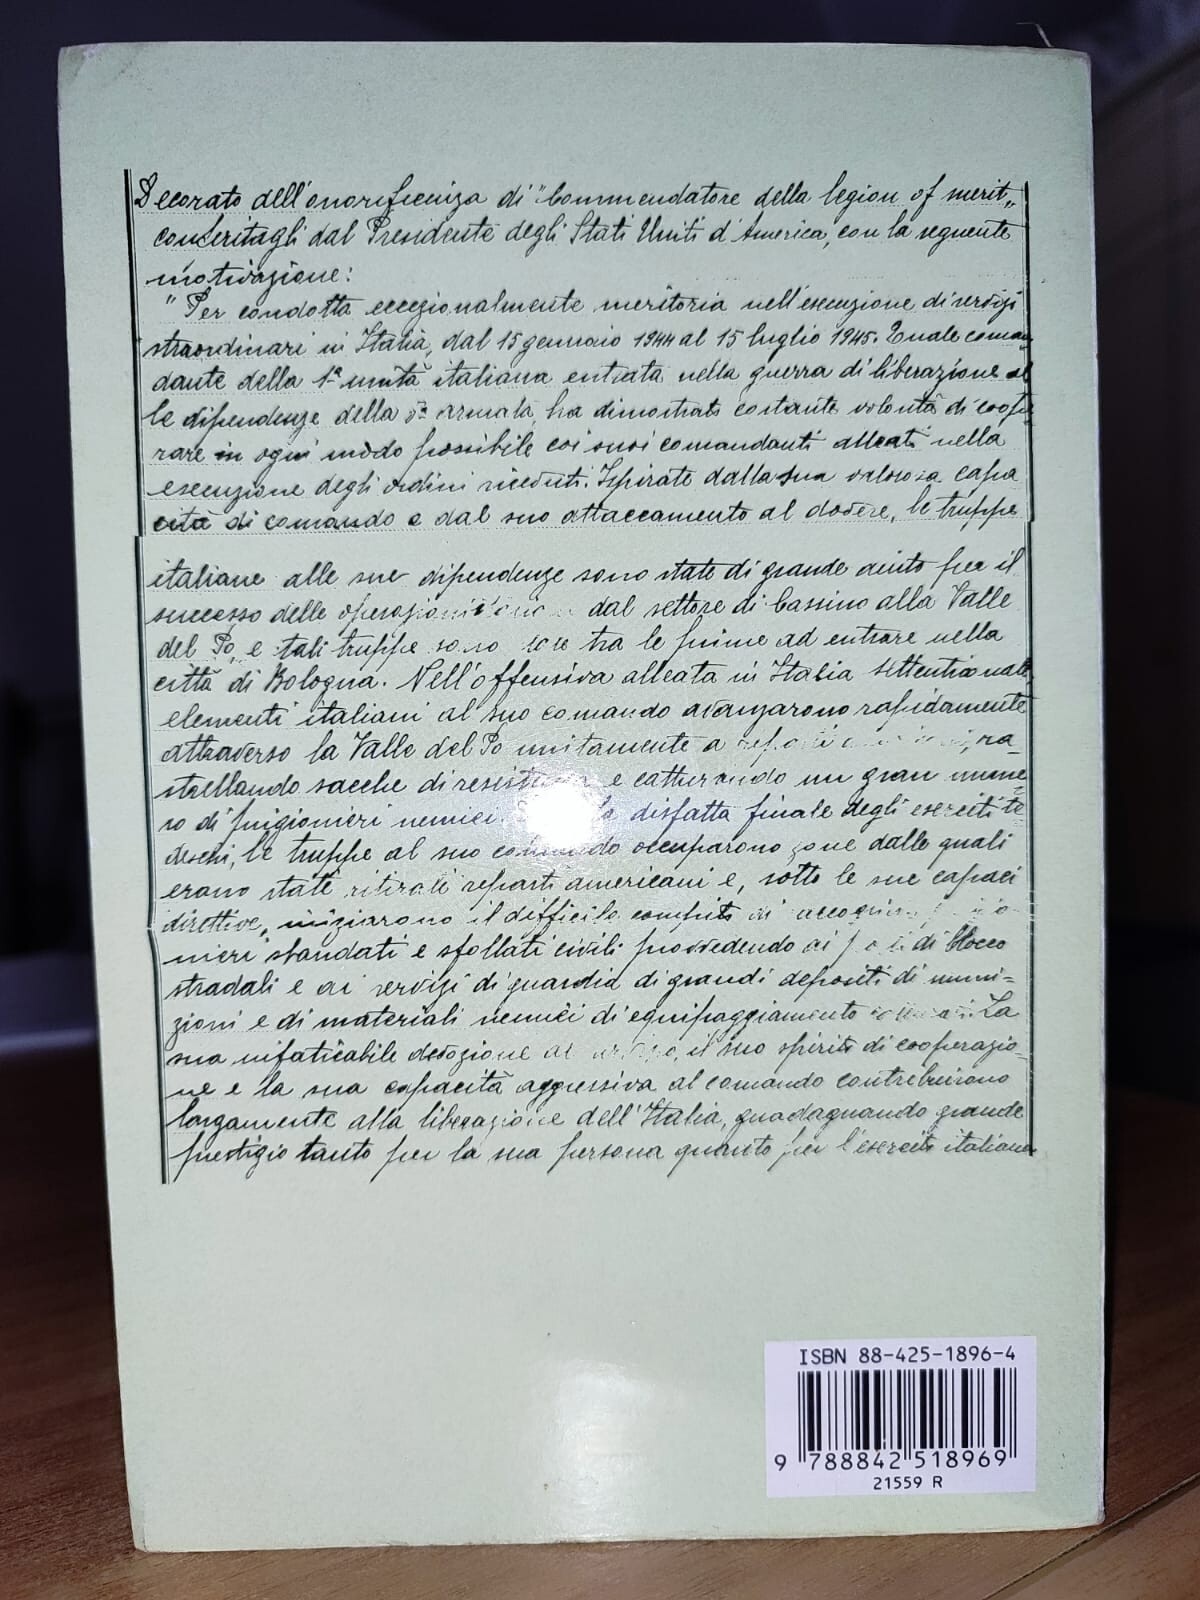 Decorato dell'onorificenza di "Commendatore della legion of merit"
conferitagli dal Presidente degli Stati Uniti d'America, con la seguente
motivazione:
"Per condotta eccezionalmente meritoria nell'esecuzione di servizi
straordinari in Italia, dal 15 gennaio 1944 al 15 luglio 1945. Quale coman
dante della 1ª unità italiana entrata nella guerra di liberazione al
le dipendenze della 5ª armata, ha dimostrato costante volontà di coope
rare in ogni modo possibile coi suoi comandanti alleati nella
esecuzione degli ordini ricevuti. Ispirate dalla sua valorosa capa
cità di comando e dal suo attaccamento al dovere, le truppe
italiane alle sue dipendenze sono state di grande aiuto per il
successo delle operazioni dal settore di Cassino alla Valle
del Po, e tali truppe sono tra le prime ad entrare nella
città di Bologna. Nell'offensiva alleata in Italia settentrionale
elementi italiani al suo comando avanzarono rapidamente
attraverso la Valle del Po unitamente a reparti ra-
strellando sacche di resistenza e catturando un gran nume
ro di prigionieri nemici. la disfatta finale degli eserciti te
deschi, le truppe al suo comando occuparono zone dalle quali
erano stati ritirati reparti americani e, sotto le sue capaci
direttive, iniziarono il difficile compito di
nieri sbandati e sfollati civili provvedendo ai di blocco
stradali e ai servizi di guardia di grandi depositi di muni=
zioni e di materiali nemici di equipaggiamento La
sua infaticabile devozione al il suo spirito di cooperazio-
ne e la sua capacità aggressiva al comando contribuirono
largamente alla liberazione dell'Italia, guadagnando grande
prestigio tanto per la sua persona quanto per l'esercito italiano
ISBN 88-425-1896-4
9 788842 518969
21559 R